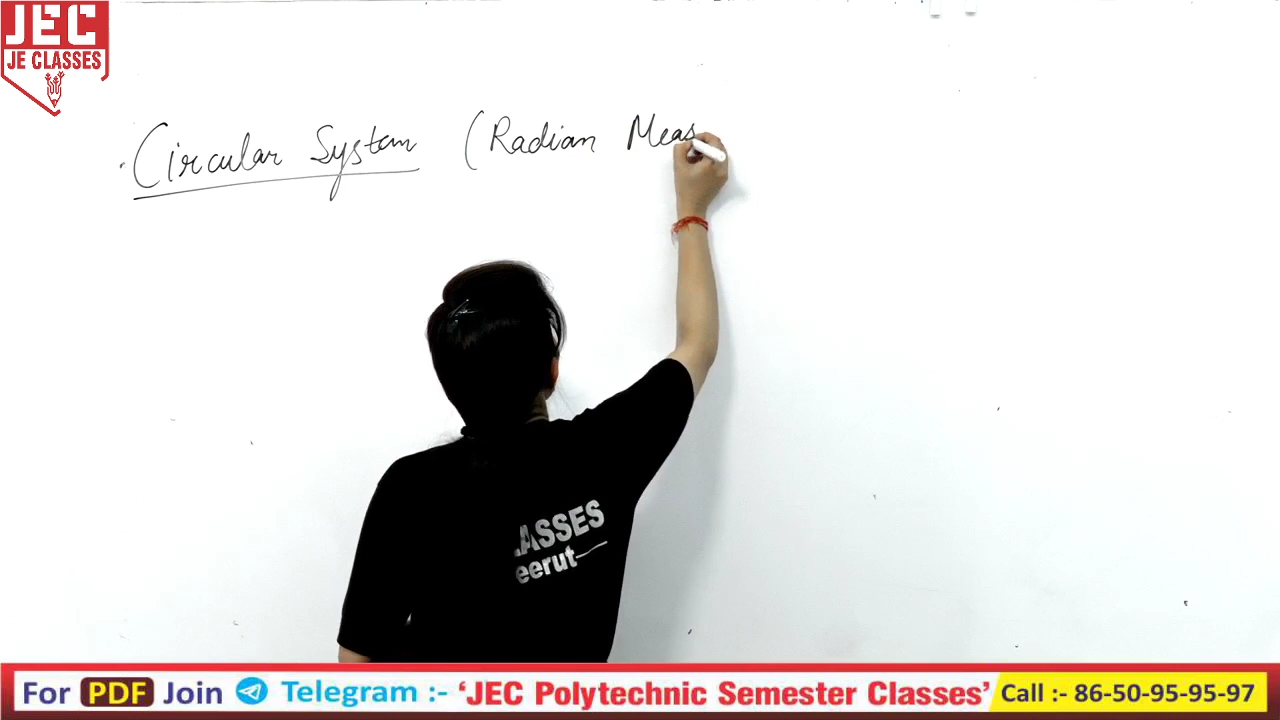 JEC
JE CLASSES
Circular System (Radian Meas
LASSES
eerut
For PDF Join Telegram :- ‘JEC Polytechnic Semester Classes’ Call :- 86-50-95-95-97